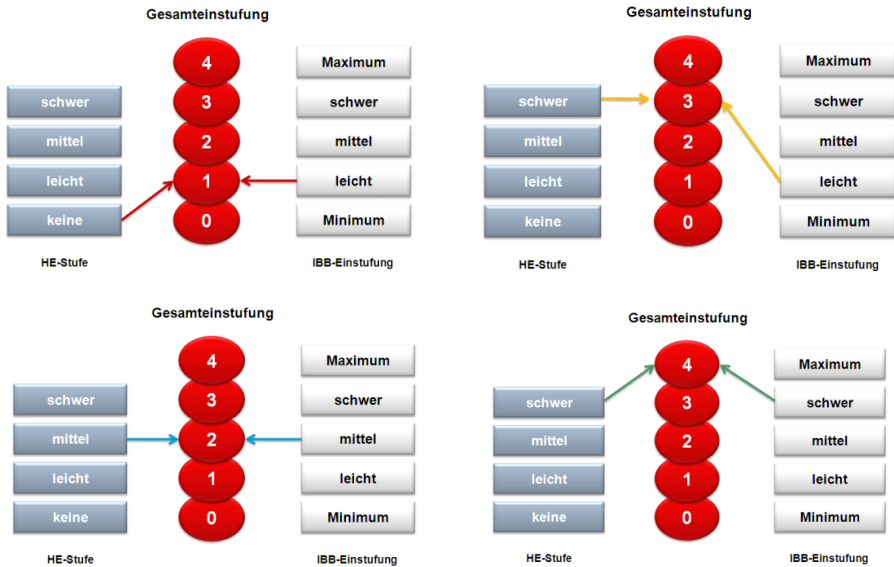 Gesamteinstufung
4 Maximum
schwer 3 schwer
mittel 2 mittel
leicht 1 leicht
keine 0 Minimum
HE-Stufe IBB-Einstufung
Gesamteinstufung
4 Maximum
schwer 3 schwer
mittel 2 mittel
leicht 1 leicht
keine 0 Minimum
HE-Stufe IBB-Einstufung
Gesamteinstufung
4 Maximum
schwer 3 schwer
mittel 2 mittel
leicht 1 leicht
keine 0 Minimum
HE-Stufe IBB-Einstufung
Gesamteinstufung
4 Maximum
schwer 3 schwer
mittel 2 mittel
leicht 1 leicht
keine 0 Minimum
HE-Stufe IBB-Einstufung